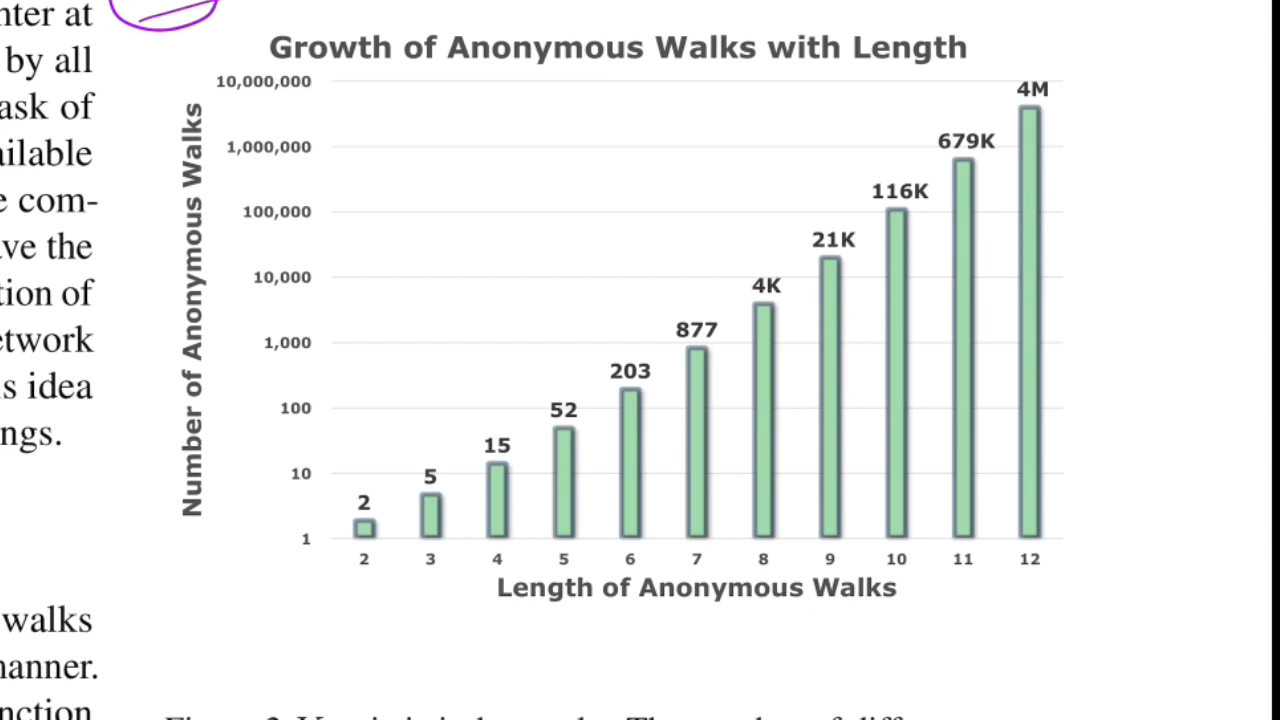 nter at
by all
ask of
ailable
e com-
ave the
tion of
etwork
s idea
ngs.
walks
nanner.
nction
Growth of Anonymous Walks with Length
Number of Anonymous Walks
10,000,000
1,000,000
100,000
10,000
1,000
100
10
1
2
5
15
52
203
877
4K
21K
116K
679K
4M
2 3 4 5 6 7 8 9 10 11 12
Length of Anonymous Walks